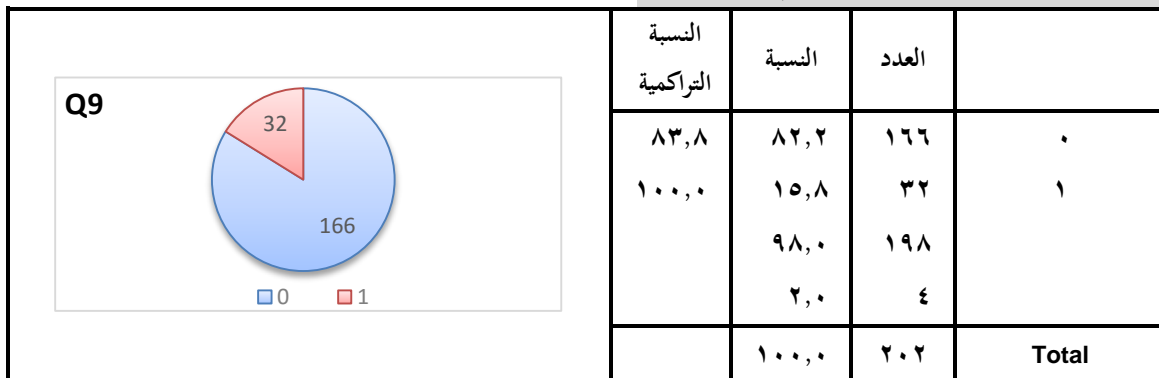 Q9
32
166
0 1
العدد النسبة النسبة التراكمية
٠ ١٦٦ ٨٢,٢ ٨٣,٨
١ ٣٢ ١٥,٨ ١٠٠,٠
١٩٨ ٩٨,٠
٤ ٢,٠
Total ٢٠٢ ١٠٠,٠